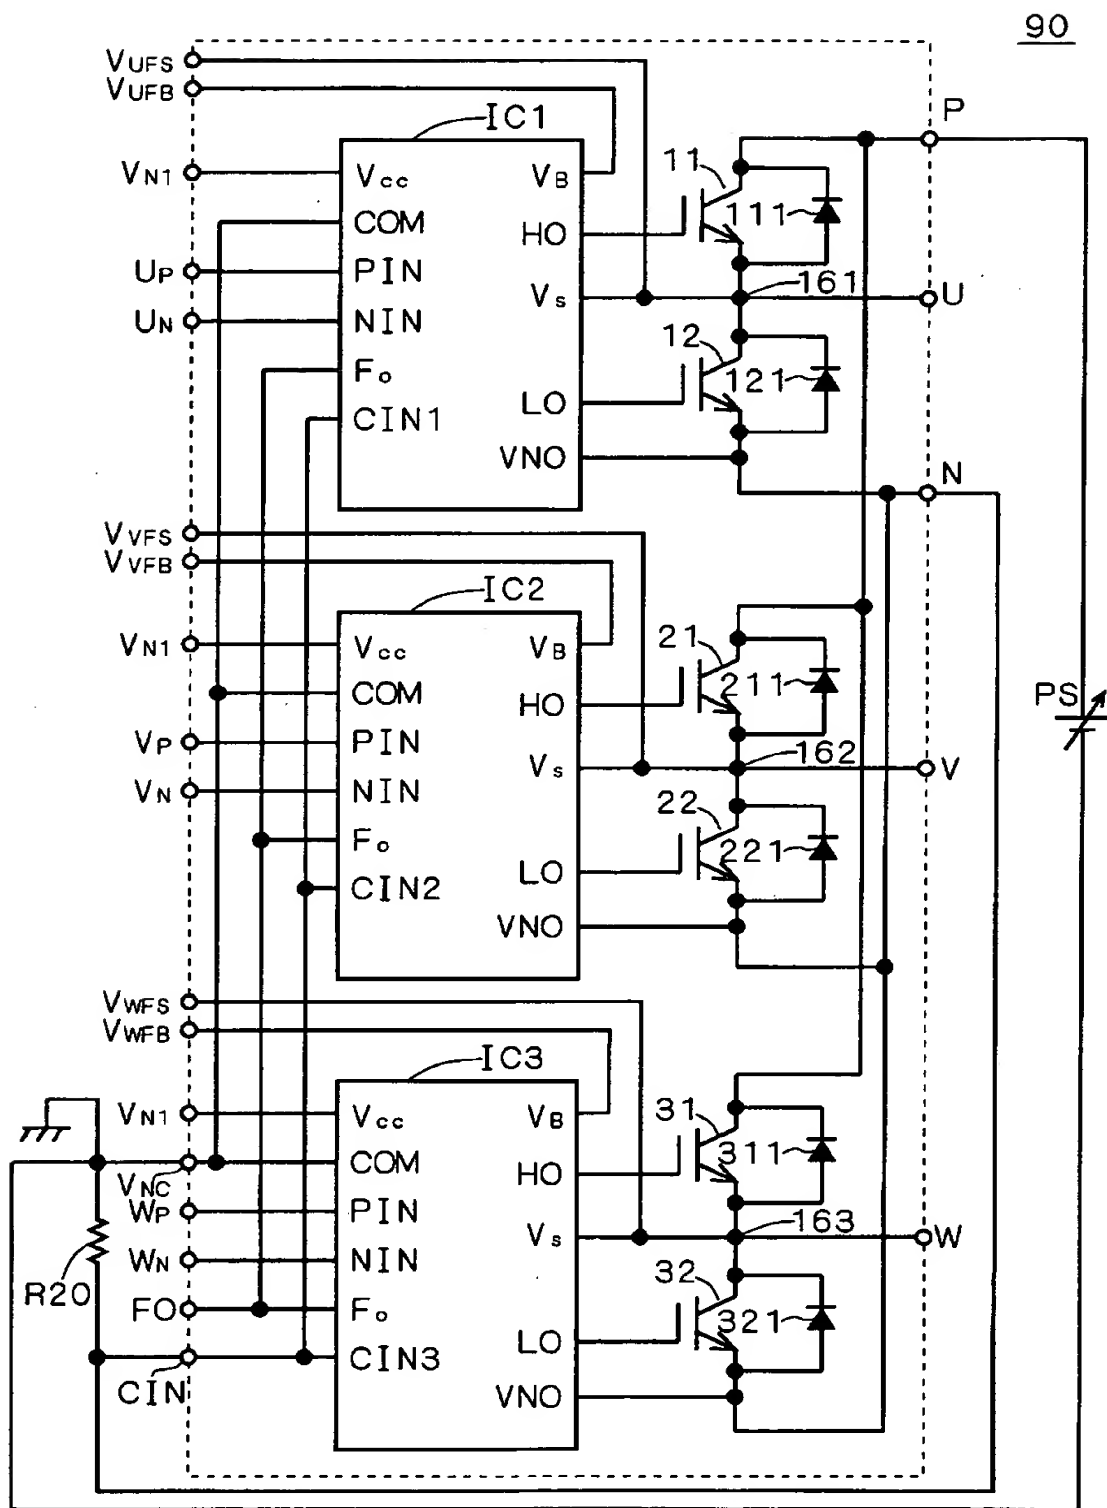 90
VUFS
VUFB
IC1
P
VN1
Vcc
VB
11
COM
HO
111
UP
PIN
Vs
161
U
UN
NIN
12
Fo
LO
121
CIN1
VNO
N
VVFS
VVFB
IC2
VN1
Vcc
VB
21
COM
HO
211
PS
VP
PIN
Vs
162
V
VN
NIN
22
Fo
LO
221
CIN2
VNO
VWFS
VWFB
IC3
VN1
Vcc
VB
31
COM
HO
311
VNC
WP
PIN
Vs
163
W
WN
NIN
32
R20
FO
Fo
LO
321
CIN3
CIN
VNO